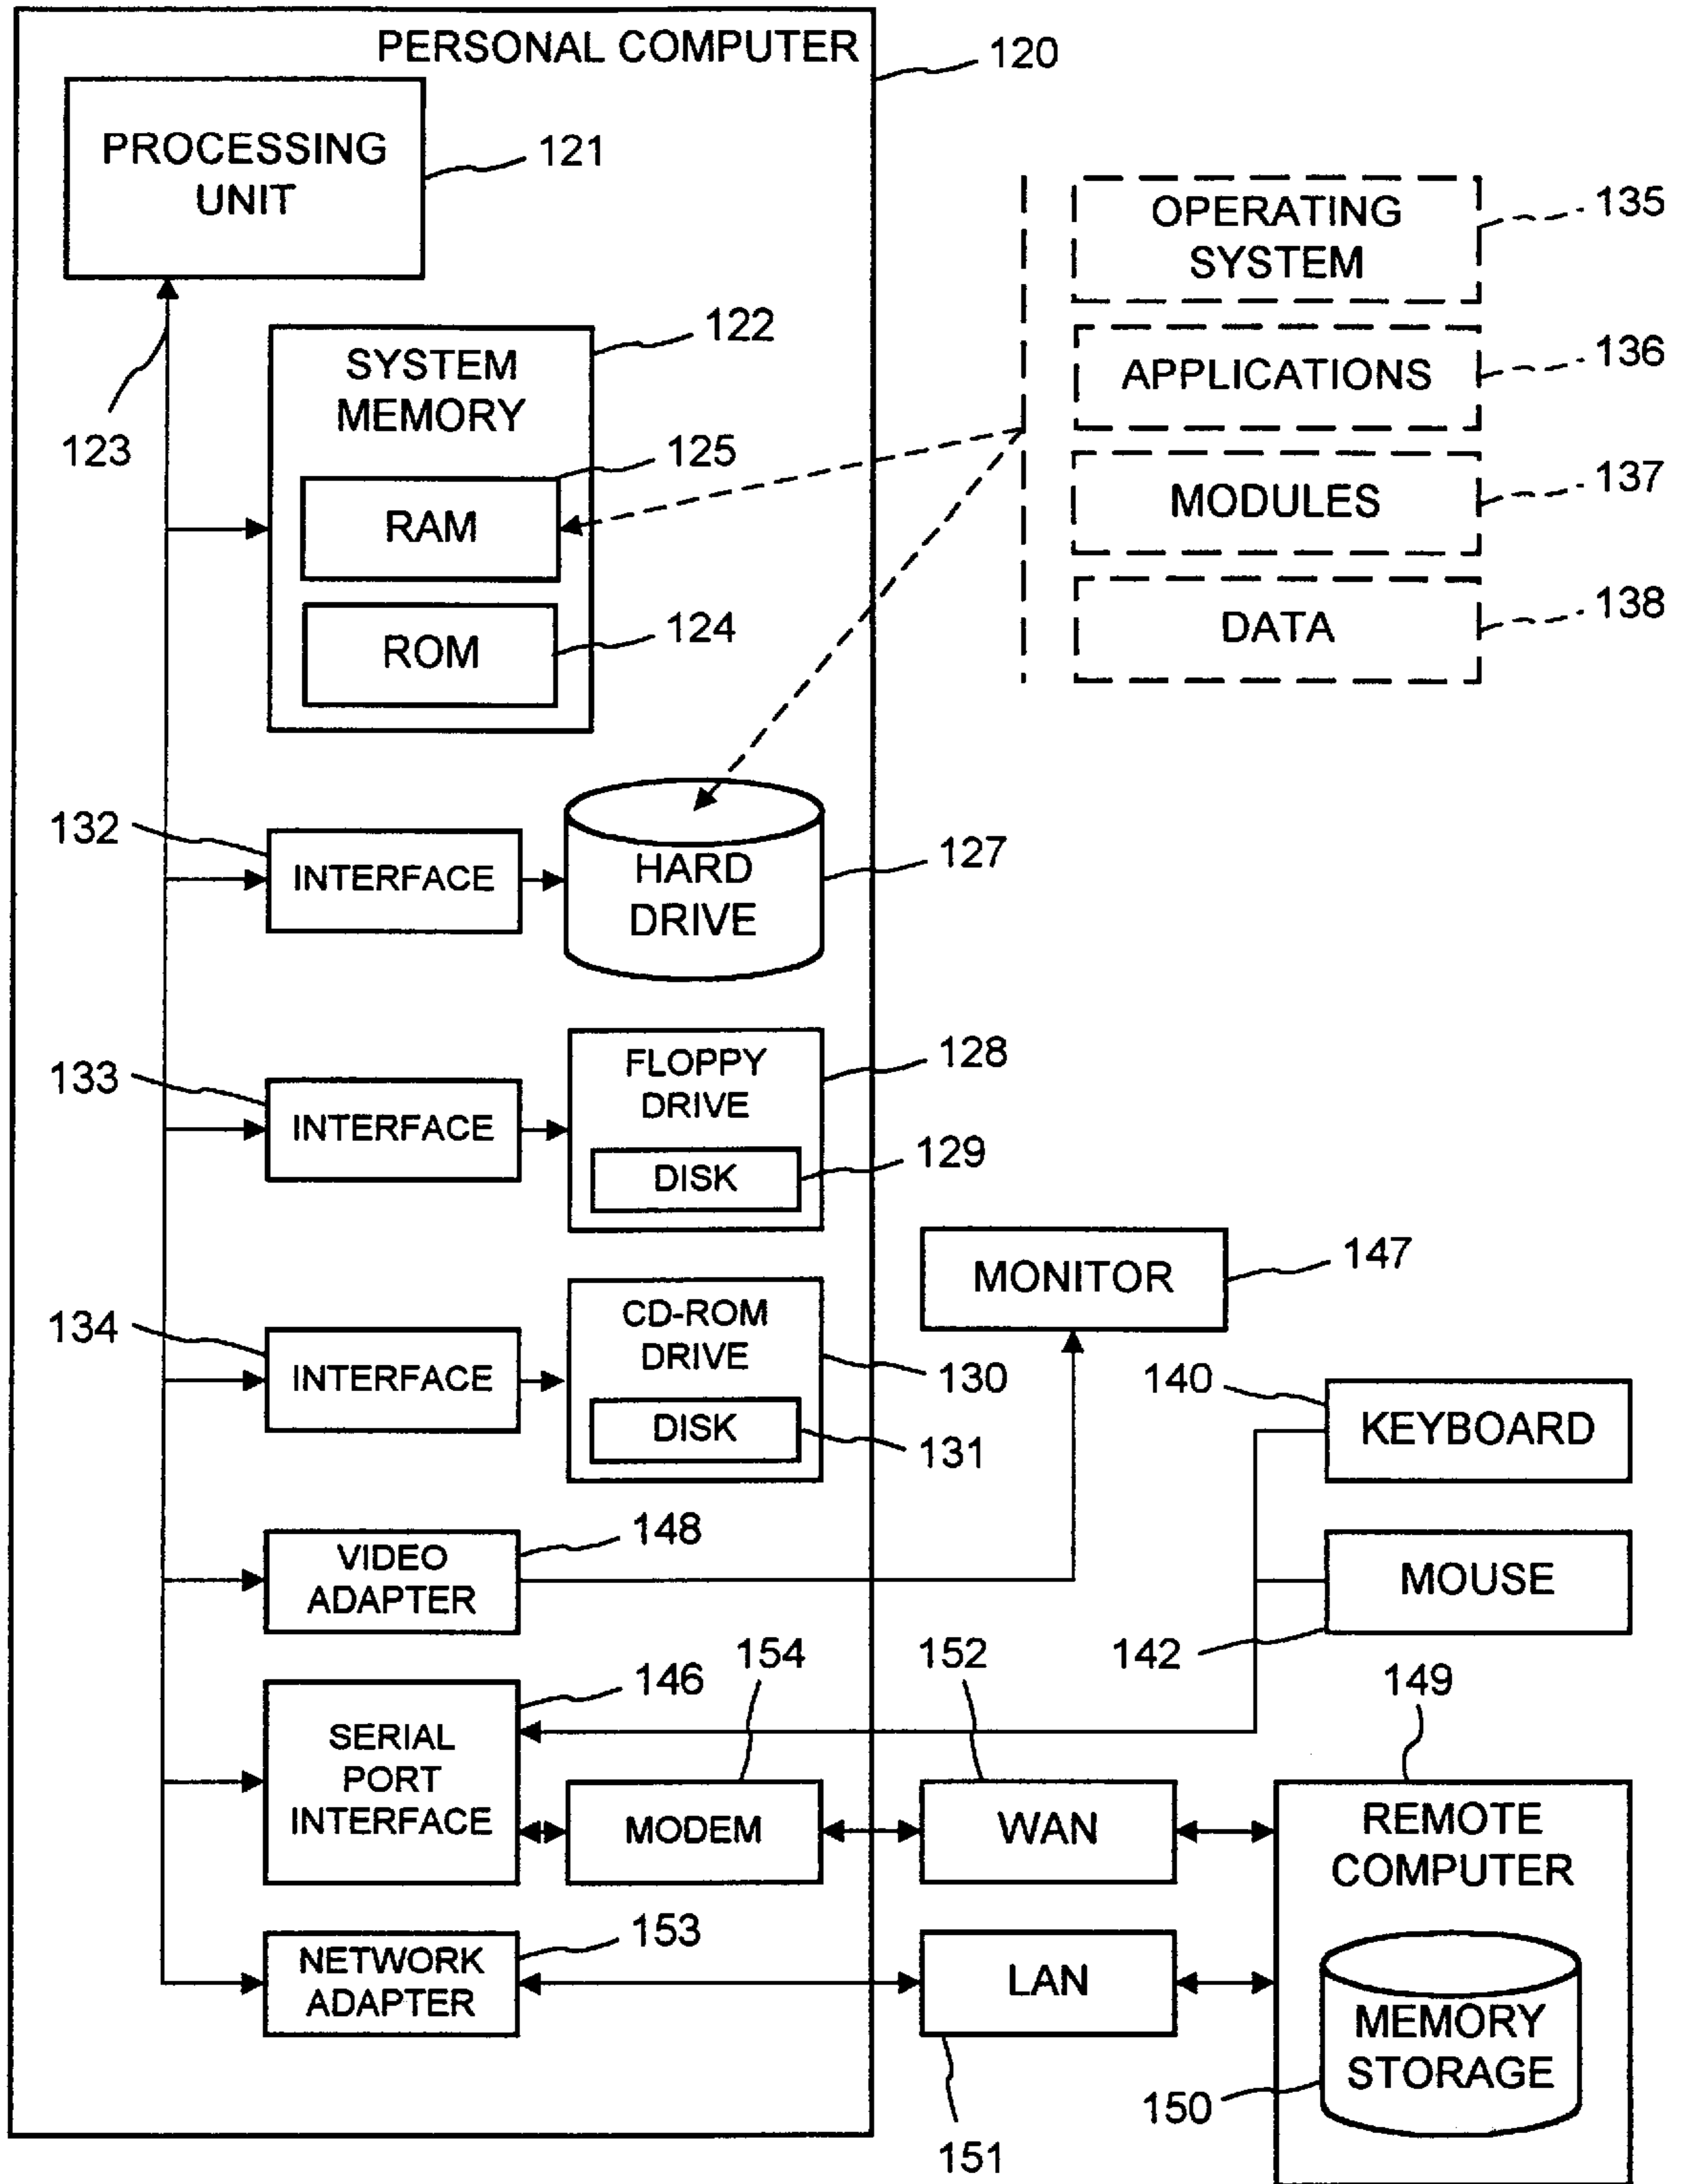 PERSONAL COMPUTER
120
PROCESSING
UNIT
121
123
SYSTEM
MEMORY
122
RAM
125
ROM
124
OPERATING
SYSTEM
135
APPLICATIONS
136
MODULES
137
DATA
138
132
INTERFACE
HARD
DRIVE
127
133
INTERFACE
FLOPPY
DRIVE
128
DISK
129
134
INTERFACE
CD-ROM
DRIVE
130
DISK
131
MONITOR
147
140
KEYBOARD
MOUSE
142
VIDEO
ADAPTER
148
SERIAL
PORT
INTERFACE
146
MODEM
154
WAN
152
REMOTE
COMPUTER
149
MEMORY
STORAGE
150
NETWORK
ADAPTER
153
LAN
151